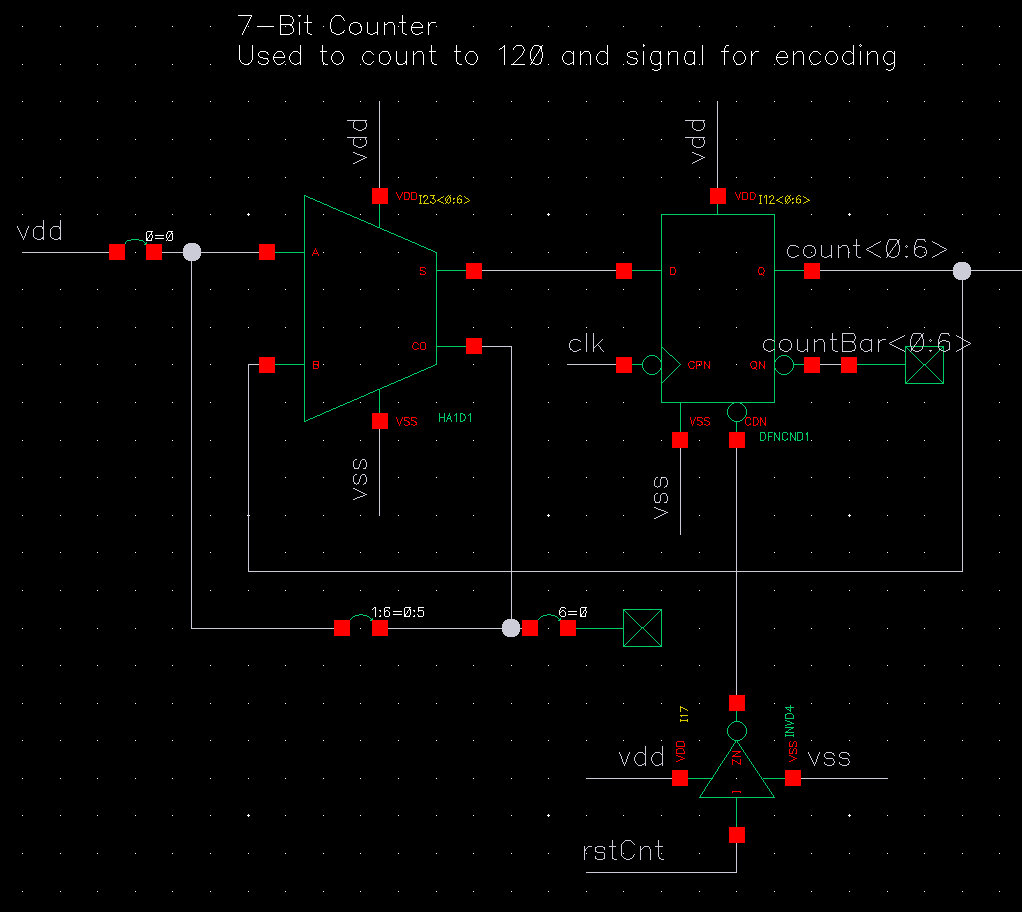 7-Bit Counter
Used to count to 120 and signal for encoding
vdd
vdd
VDD
I23<0:6>
VDD
I12<0:6>
vdd
0=0
A
S
D
Q
count<0:6>
CO
clk
countBar<0:6>
B
CPN
QN
VSS
HA1D1
VSS
CDN
DFNCND1
vss
vss
1:6=0:5
6=0
I17
INVD4
vdd
VDD
ZN
VSS
vss
I
rstCnt